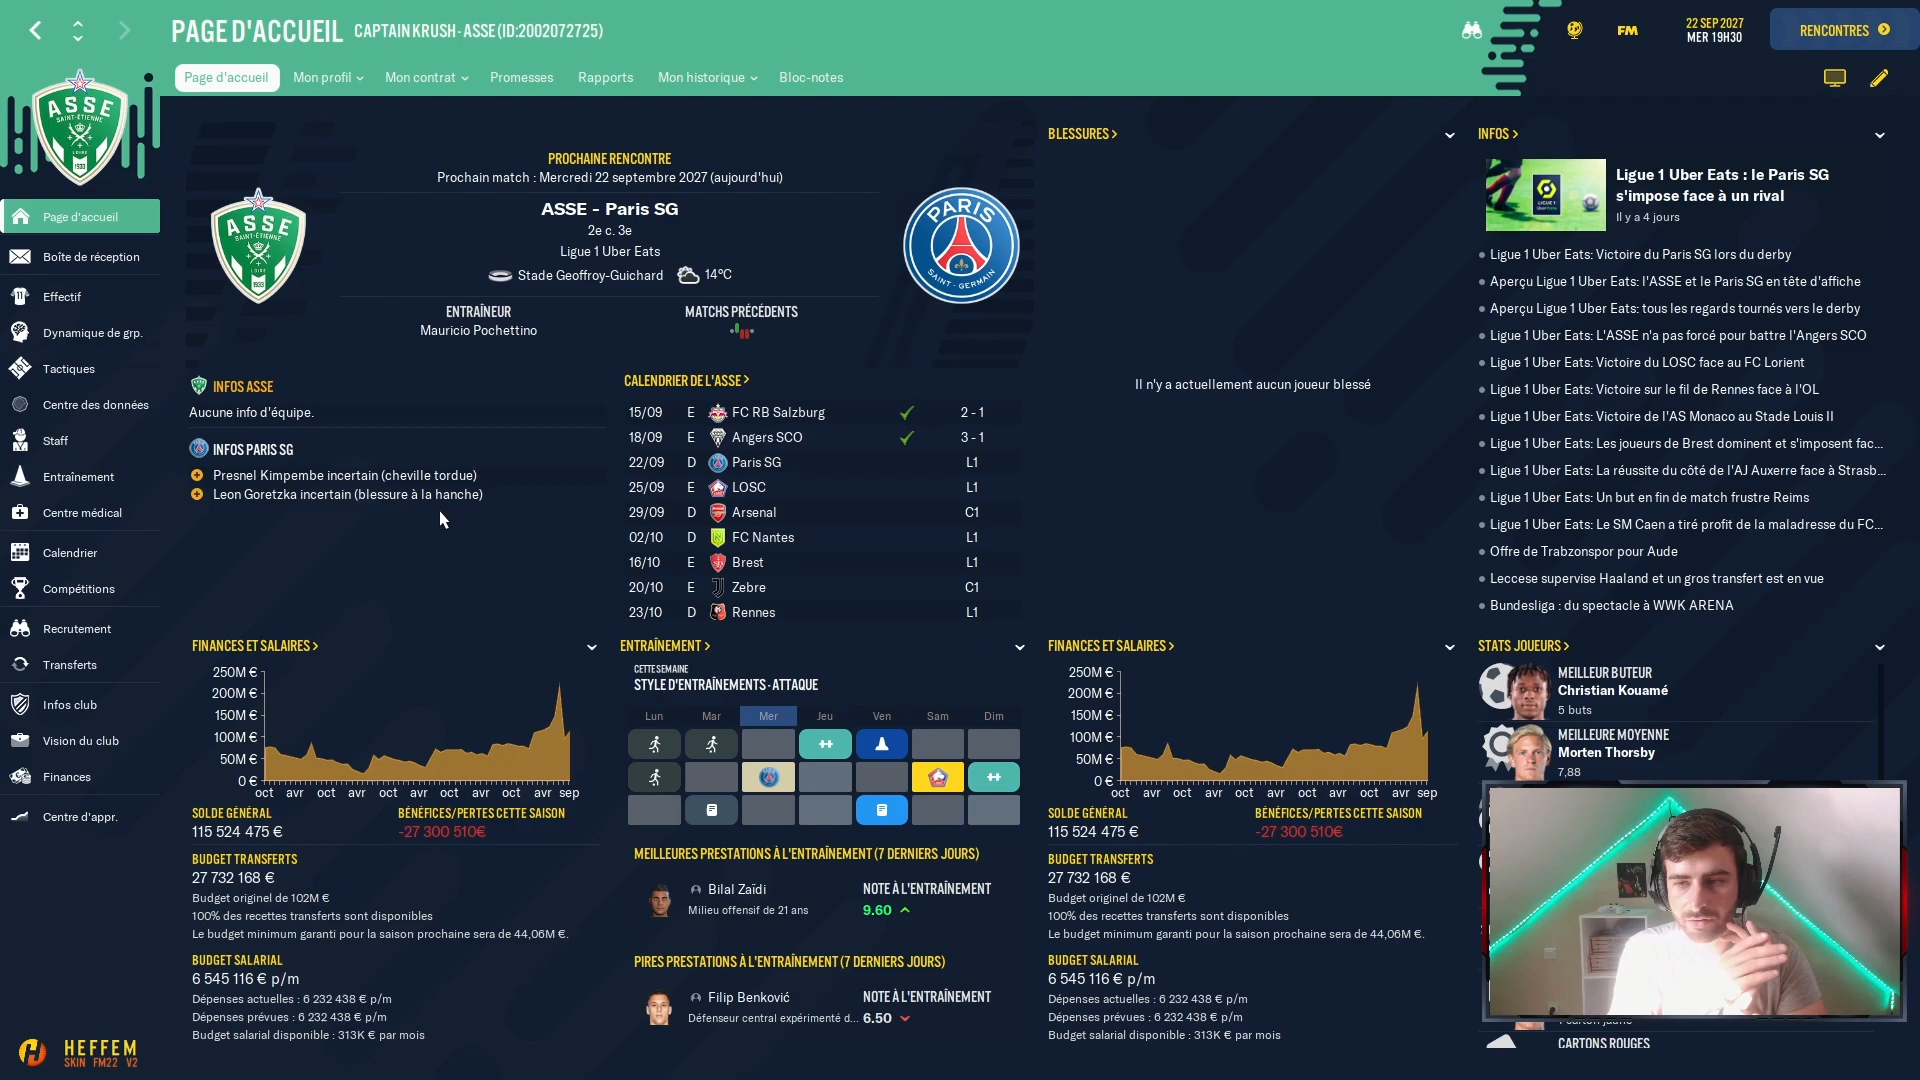 PAGE D'ACCUEIL
CAPTAIN KRUSH - ASSE (ID:2002072725)
FM
22 SEP 2027
MER 19H30
RENCONTRES
Page d'accueil
Mon profil
Mon contrat
Promesses
Rapports
Mon historique
Bloc-notes
ASSE
SAINT-ÉTIENNE
LOIRE
1933
Page d'accueil
Boîte de réception
Effectif
Dynamique de grp.
Tactiques
Centre des données
Staff
Entraînement
Centre médical
Calendrier
Compétitions
Recrutement
Transferts
Infos club
Vision du club
Finances
Centre d'appr.
HEFFEM
SKIN FM22 V2
PROCHAINE RENCONTRE
Prochain match : Mercredi 22 septembre 2027 (aujourd'hui)
ASSE - Paris SG
2e c. 3e
Ligue 1 Uber Eats
Stade Geoffroy-Guichard
14°C
ENTRAÎNEUR
Mauricio Pochettino
MATCHS PRÉCÉDENTS
ASSE
SAINT-ÉTIENNE
LOIRE
1933
PARIS
SAINT-GERMAIN
INFOS ASSE
Aucune info d'équipe.
INFOS PARIS SG
Presnel Kimpembe incertain (cheville tordue)
Leon Goretzka incertain (blessure à la hanche)
CALENDRIER DE L'ASSE
15/09 E FC RB Salzburg 2 - 1
18/09 E Angers SCO 3 - 1
22/09 D Paris SG L1
25/09 E LOSC L1
29/09 D Arsenal C1
02/10 D FC Nantes L1
16/10 E Brest L1
20/10 E Zebre C1
23/10 D Rennes L1
BLESSURES
Il n'y a actuellement aucun joueur blessé
INFOS
Ligue 1 Uber Eats : le Paris SG
s'impose face à un rival
Il y a 4 jours
Ligue 1 Uber Eats: Victoire du Paris SG lors du derby
Aperçu Ligue 1 Uber Eats: l'ASSE et le Paris SG en tête d'affiche
Aperçu Ligue 1 Uber Eats: tous les regards tournés vers le derby
Ligue 1 Uber Eats: L'ASSE n'a pas forcé pour battre l'Angers SCO
Ligue 1 Uber Eats: Victoire du LOSC face au FC Lorient
Ligue 1 Uber Eats: Victoire sur le fil de Rennes face à l'OL
Ligue 1 Uber Eats: Victoire de l'AS Monaco au Stade Louis II
Ligue 1 Uber Eats: Les joueurs de Brest dominent et s'imposent fac...
Ligue 1 Uber Eats: La réussite du côté de l'AJ Auxerre face à Strasb...
Ligue 1 Uber Eats: Un but en fin de match frustre Reims
Ligue 1 Uber Eats: Le SM Caen a tiré profit de la maladresse du FC...
Offre de Trabzonspor pour Aude
Leccese supervise Haaland et un gros transfert est en vue
Bundesliga : du spectacle à WWK ARENA
FINANCES ET SALAIRES
250M €
200M €
150M €
100M €
50M €
0 €
oct avr oct avr oct avr oct avr oct avr sep
SOLDE GÉNÉRAL
115 524 475 €
BÉNÉFICES/PERTES CETTE SAISON
-27 300 510€
BUDGET TRANSFERTS
27 732 168 €
Budget originel de 102M €
100% des recettes transferts sont disponibles
Le budget minimum garanti pour la saison prochaine sera de 44,06M €.
BUDGET SALARIAL
6 545 116 € p/m
Dépenses actuelles : 6 232 438 € p/m
Dépenses prévues : 6 232 438 € p/m
Budget salarial disponible : 313K € par mois
ENTRAÎNEMENT
CETTE SEMAINE
STYLE D'ENTRAÎNEMENTS - ATTAQUE
Lun Mar Mer Jeu Ven Sam Dim
MEILLEURES PRESTATIONS À L'ENTRAÎNEMENT (7 DERNIERS JOURS)
Bilal Zaïdi
Milieu offensif de 21 ans
NOTE À L'ENTRAÎNEMENT
9.60
PIRES PRESTATIONS À L'ENTRAÎNEMENT (7 DERNIERS JOURS)
Filip Benković
Défenseur central expérimenté d...
NOTE À L'ENTRAÎNEMENT
6.50
FINANCES ET SALAIRES
250M €
200M €
150M €
100M €
50M €
0 €
oct avr oct avr oct avr oct avr oct avr sep
SOLDE GÉNÉRAL
115 524 475 €
BÉNÉFICES/PERTES CETTE SAISON
-27 300 510€
BUDGET TRANSFERTS
27 732 168 €
Budget originel de 102M €
100% des recettes transferts sont disponibles
Le budget minimum garanti pour la saison prochaine sera de 44,06M €.
BUDGET SALARIAL
6 545 116 € p/m
Dépenses actuelles : 6 232 438 € p/m
Dépenses prévues : 6 232 438 € p/m
Budget salarial disponible : 313K € par mois
STATS JOUEURS
MEILLEUR BUTEUR
Christian Kouamé
5 buts
MEILLEURE MOYENNE
Morten Thorsby
7,88
CARTONS ROUGES